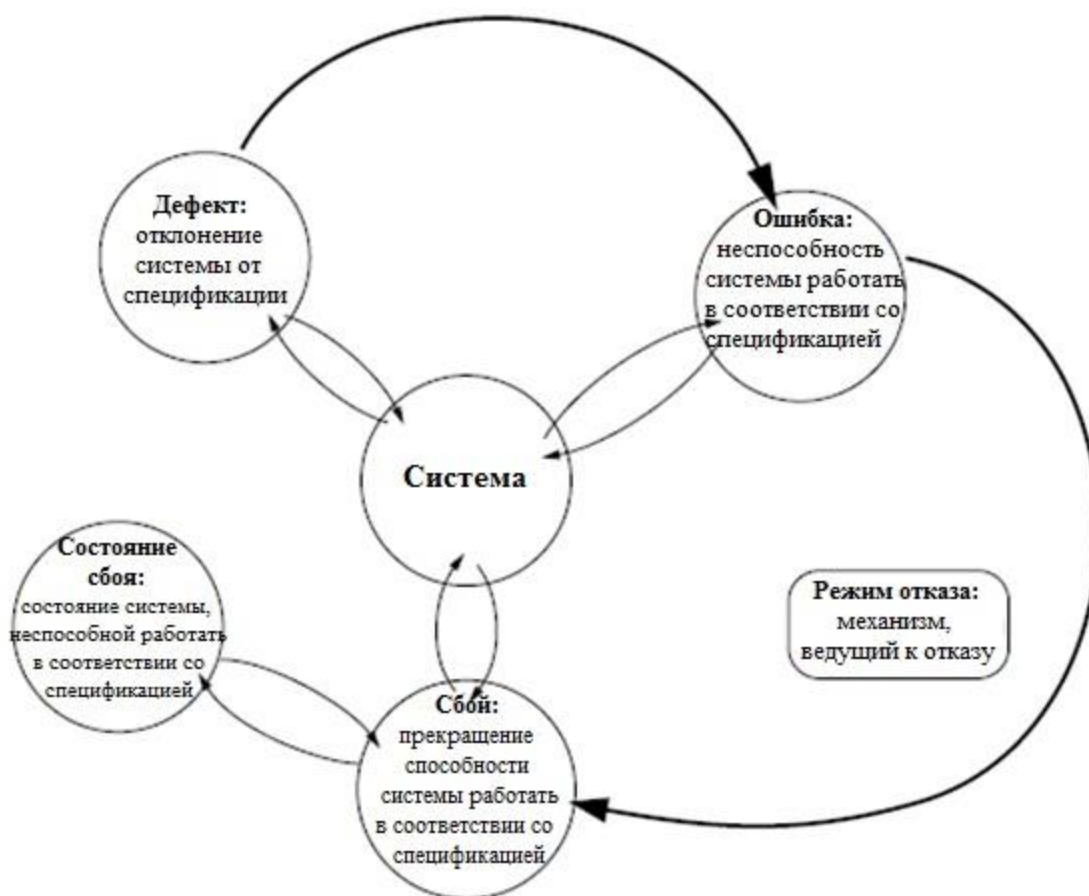 Дефект:
отклонение
системы от
спецификации
Ошибка:
неспособность
системы работать
в соответствии со
спецификацией
Система
Состояние
сбоя:
состояние системы,
неспособной работать
в соответствии со
спецификацией
Режим отказа:
механизм,
ведущий к отказу
Сбой:
прекращение
способности
системы работать
в соответствии со
спецификацией